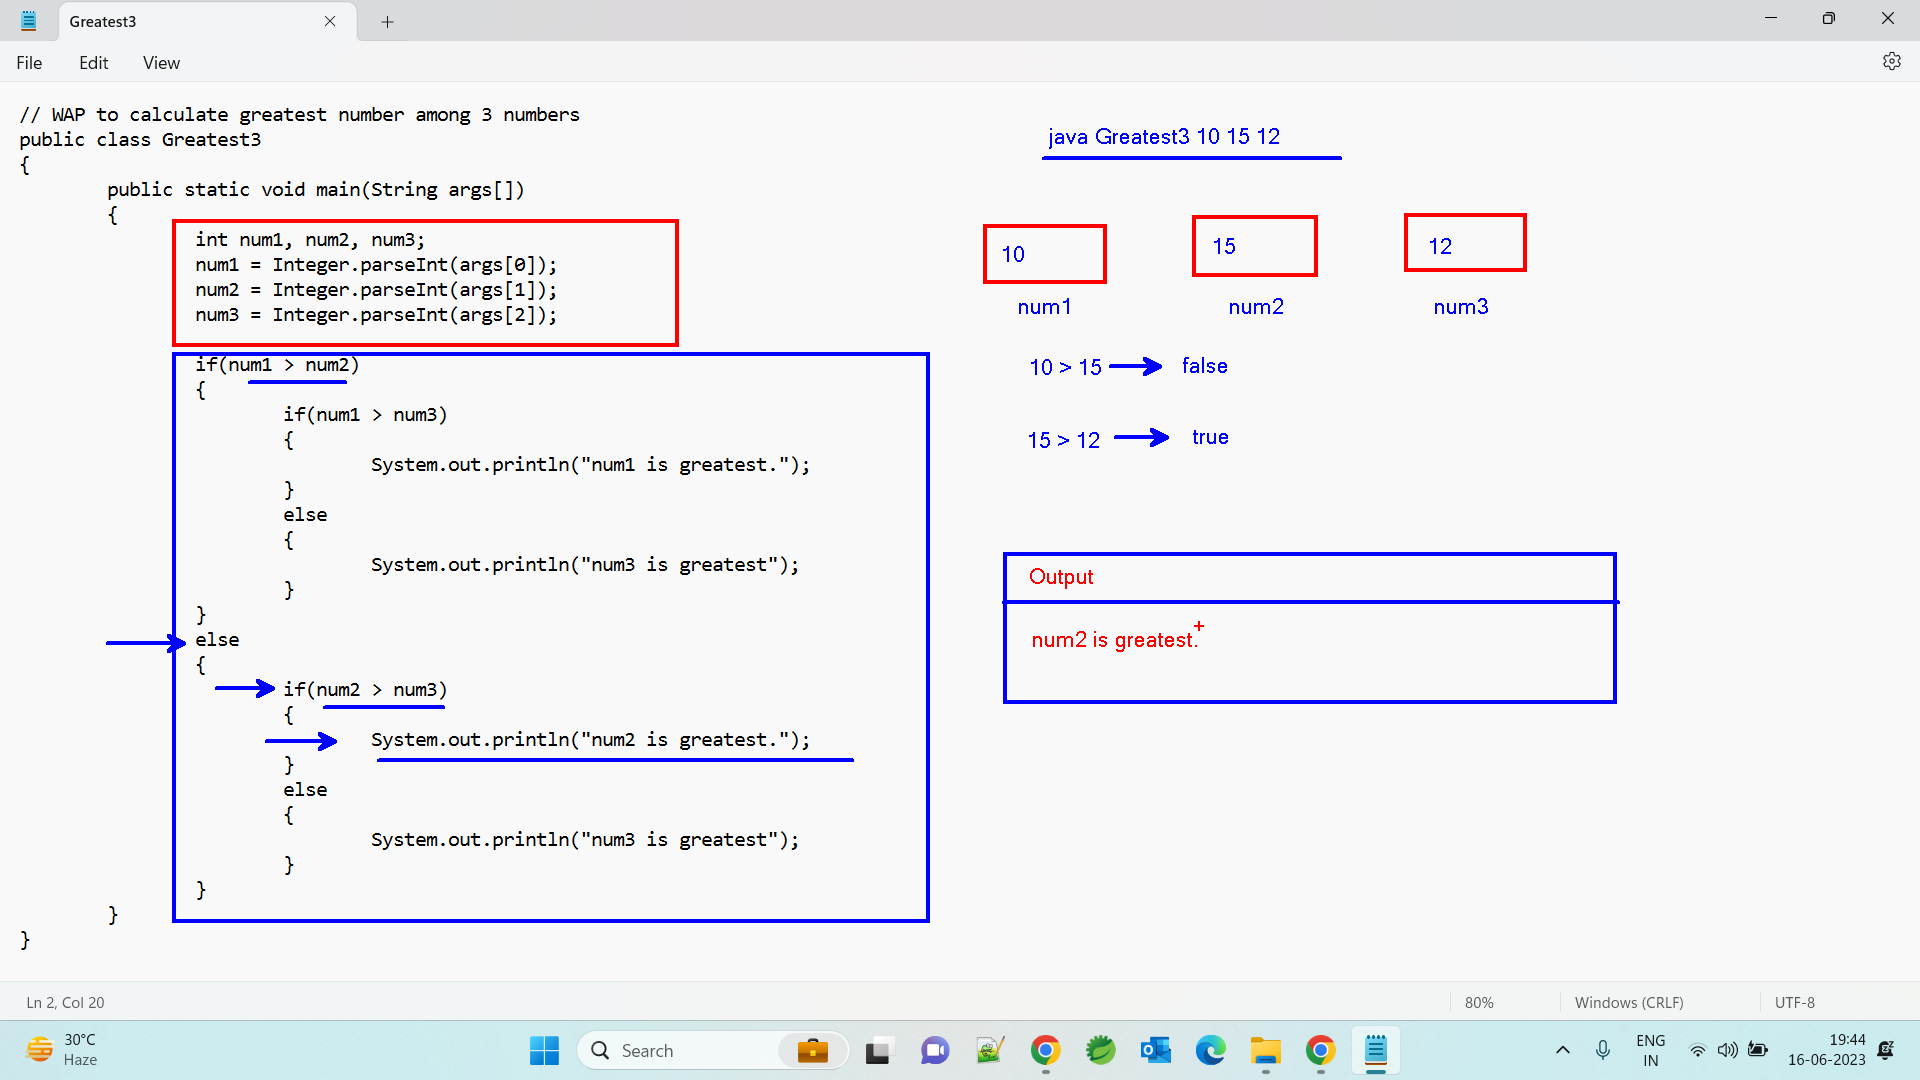 Greatest3
File Edit View
// WAP to calculate greatest number among 3 numbers
public class Greatest3
{
public static void main(String args[])
{
int num1, num2, num3;
num1 = Integer.parseInt(args[0]);
num2 = Integer.parseInt(args[1]);
num3 = Integer.parseInt(args[2]);
if(num1 > num2)
{
if(num1 > num3)
{
System.out.println("num1 is greatest.");
}
else
{
System.out.println("num3 is greatest");
}
}
else
{
if(num2 > num3)
{
System.out.println("num2 is greatest.");
}
else
{
System.out.println("num3 is greatest");
}
}
}
}
java Greatest3 10 15 12
10 15 12
num1 num2 num3
10 > 15 false
15 > 12 true
Output
num2 is greatest.
Ln 2, Col 20 80% Windows (CRLF) UTF-8
30°C
Haze
Search
ENG
IN
19:44
16-06-2023